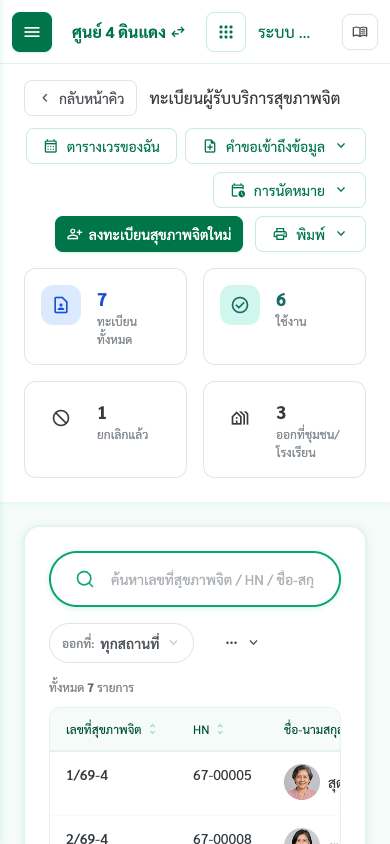 ศูนย์ 4 ดินแดง
ระบบ ...
กลับหน้าคิว
ทะเบียนผู้รับบริการสุขภาพจิต
ตารางเวรของฉัน
คำขอเข้าถึงข้อมูล
การนัดหมาย
ลงทะเบียนสุขภาพจิตใหม่
พิมพ์
7
ทะเบียน
ทั้งหมด
6
ใช้งาน
1
ยกเลิกแล้ว
3
ออกที่ชุมชน/
โรงเรียน
ค้นหาเลขที่สุขภาพจิต / HN / ชื่อ-สกุ
ออกที่: ทุกสถานที่
ทั้งหมด 7 รายการ
เลขที่สุขภาพจิต HN ชื่อ-นามสกุล
1/69-4 67-00005
2/69-4 67-00008